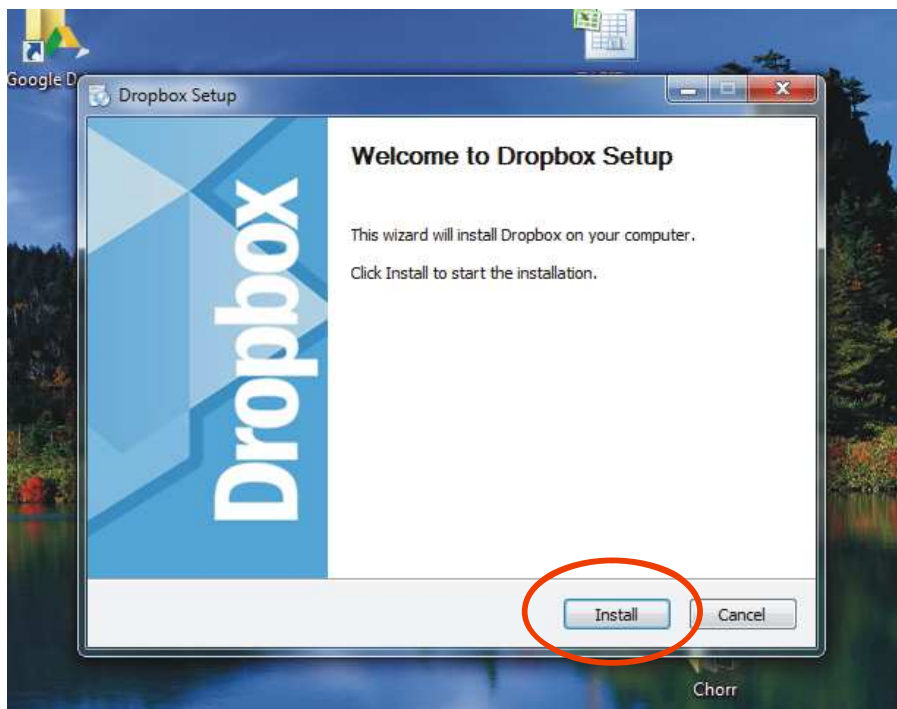 Google D
Dropbox Setup
Welcome to Dropbox Setup
This wizard will install Dropbox on your computer.
Click Install to start the installation.
Dropbox
Install
Cancel
Chorr